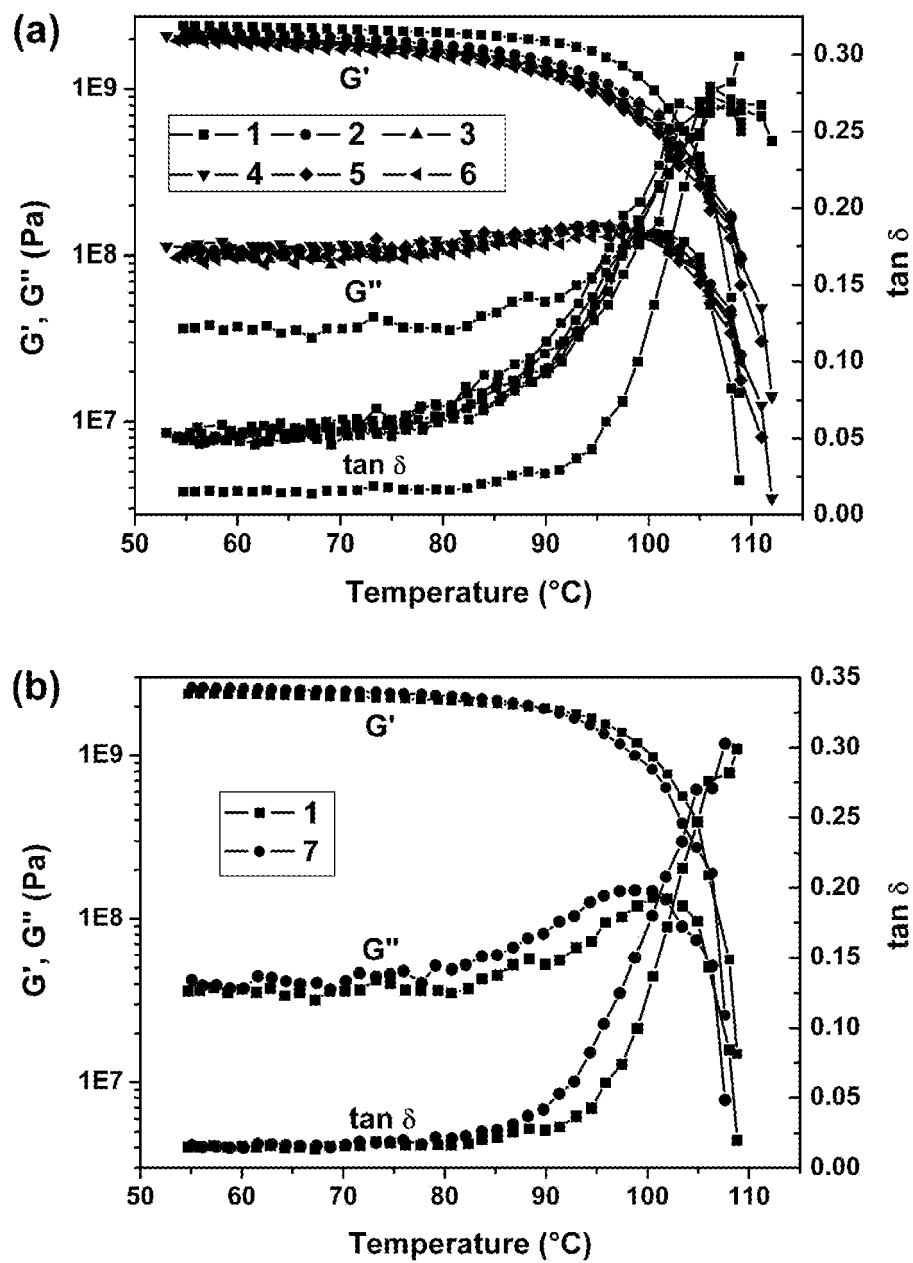 (a)
G'
1 2 3
4 5 6
G"
tan δ
1E9
1E8
1E7
G', G" (Pa)
0.30
0.25
0.20
0.15
0.10
0.05
0.00
tan δ
50 60 70 80 90 100 110
Temperature (°C)
(b)
G'
1
7
G"
tan δ
1E9
1E8
1E7
G', G" (Pa)
0.35
0.30
0.25
0.20
0.15
0.10
0.05
0.00
tan δ
50 60 70 80 90 100 110
Temperature (°C)